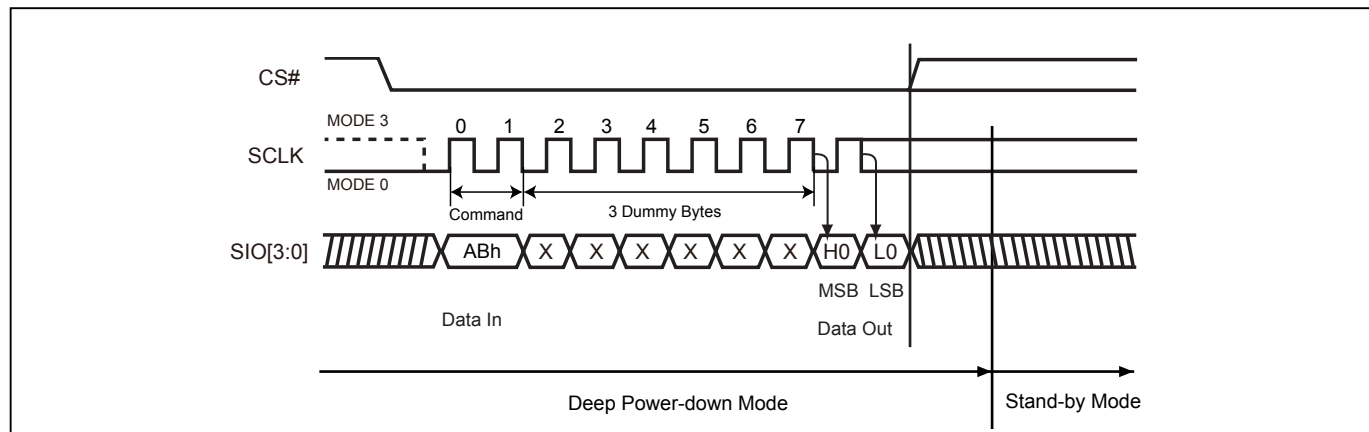 CS#
MODE 3
0 1 2 3 4 5 6 7
SCLK
MODE 0
Command
3 Dummy Bytes
SIO[3:0]
ABh X X X X X X H0 L0
MSB LSB
Data In
Data Out
Deep Power-down Mode
Stand-by Mode